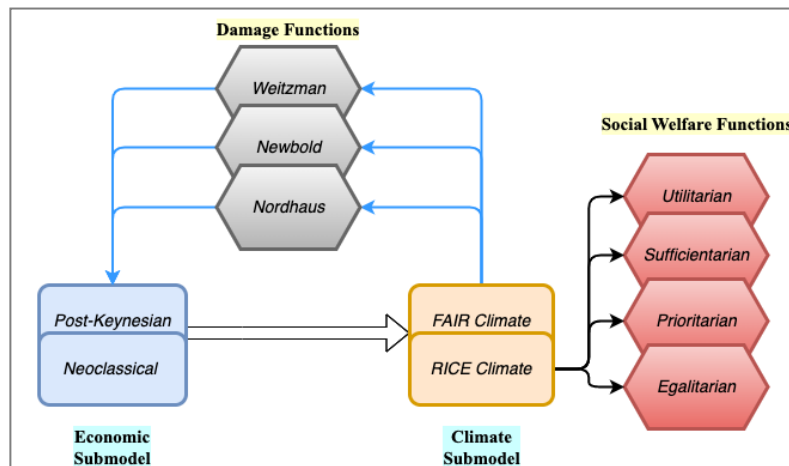 Damage Functions
Weitzman
Newbold
Nordhaus
Social Welfare Functions
Utilitarian
Sufficientarian
Prioritarian
Egalitarian
Post-Keynesian
Neoclassical
FAIR Climate
RICE Climate
Economic
Submodel
Climate
Submodel